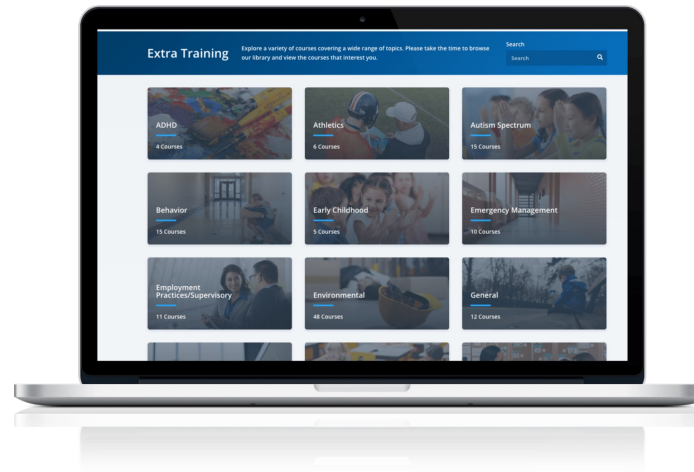 Extra Training
Explore a variety of courses covering a wide range of topics. Please take the time to browse
our library and view the courses that interest you.
Search
Search
ADHD
4 Courses
Athletics
6 Courses
Autism Spectrum
15 Courses
Behavior
15 Courses
Early Childhood
5 Courses
Emergency Management
10 Courses
Employment
Practices/Supervisory
11 Courses
Environmental
48 Courses
General
12 Courses